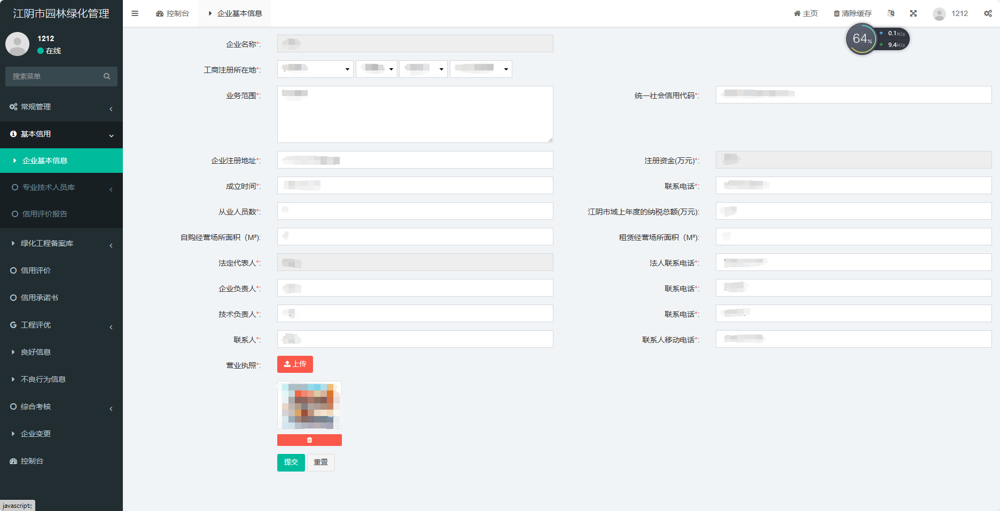 江阴市园林绿化管理
控制台
企业基本信息
主页
清除缓存
1212
1212
在线
64%
0.1K/s
9.4K/s
搜索菜单
常规管理
基本信用
企业基本信息
专业技术人员库
信用评价报告
绿化工程备案库
信用评价
信用承诺书
工程评优
良好信息
不良行为信息
综合考核
企业变更
控制台
企业名称*:
工商注册所在地*:
业务范围*:
统一社会信用代码*:
企业注册地址*:
注册资金(万元)*:
成立时间*:
联系电话*:
从业人员数*:
江阴市域上年度的纳税总额(万元):
自购经营场所面积（M²):
租赁经营场所面积（M²):
法定代表人*:
法人联系电话*:
企业负责人*:
联系电话*:
技术负责人*:
联系电话*:
联系人*:
联系人移动电话*:
营业执照*:
上传
提交
重置
javascript:;